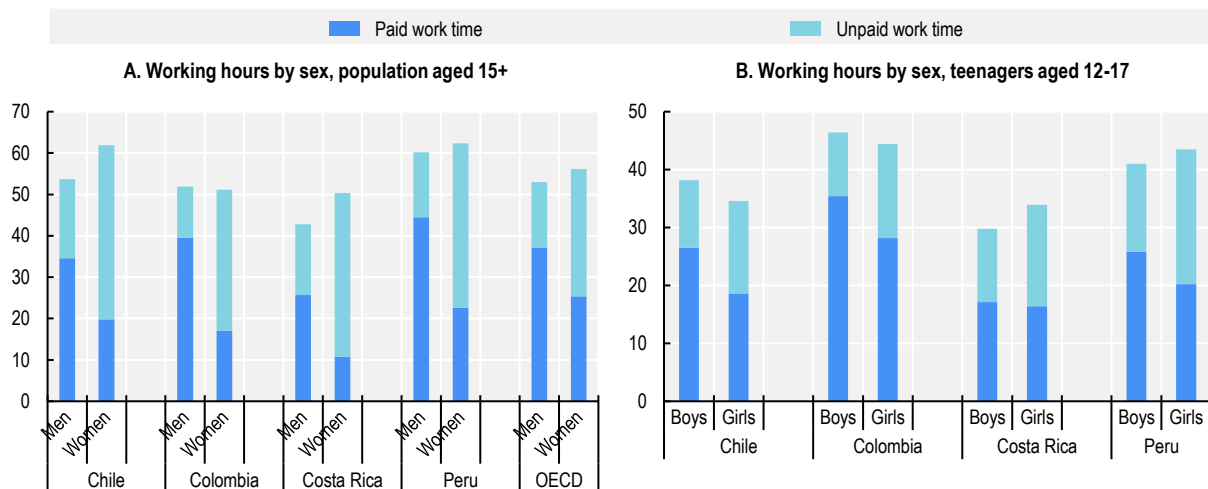 Paid work time Unpaid work time
A. Working hours by sex, population aged 15+
70
60
50
40
30
20
10
0
Men Women Men Women Men Women Men Women Men Women
Chile Colombia Costa Rica Peru OECD
B. Working hours by sex, teenagers aged 12-17
50
40
30
20
10
0
Boys Girls Boys Girls Boys Girls Boys Girls
Chile Colombia Costa Rica Peru